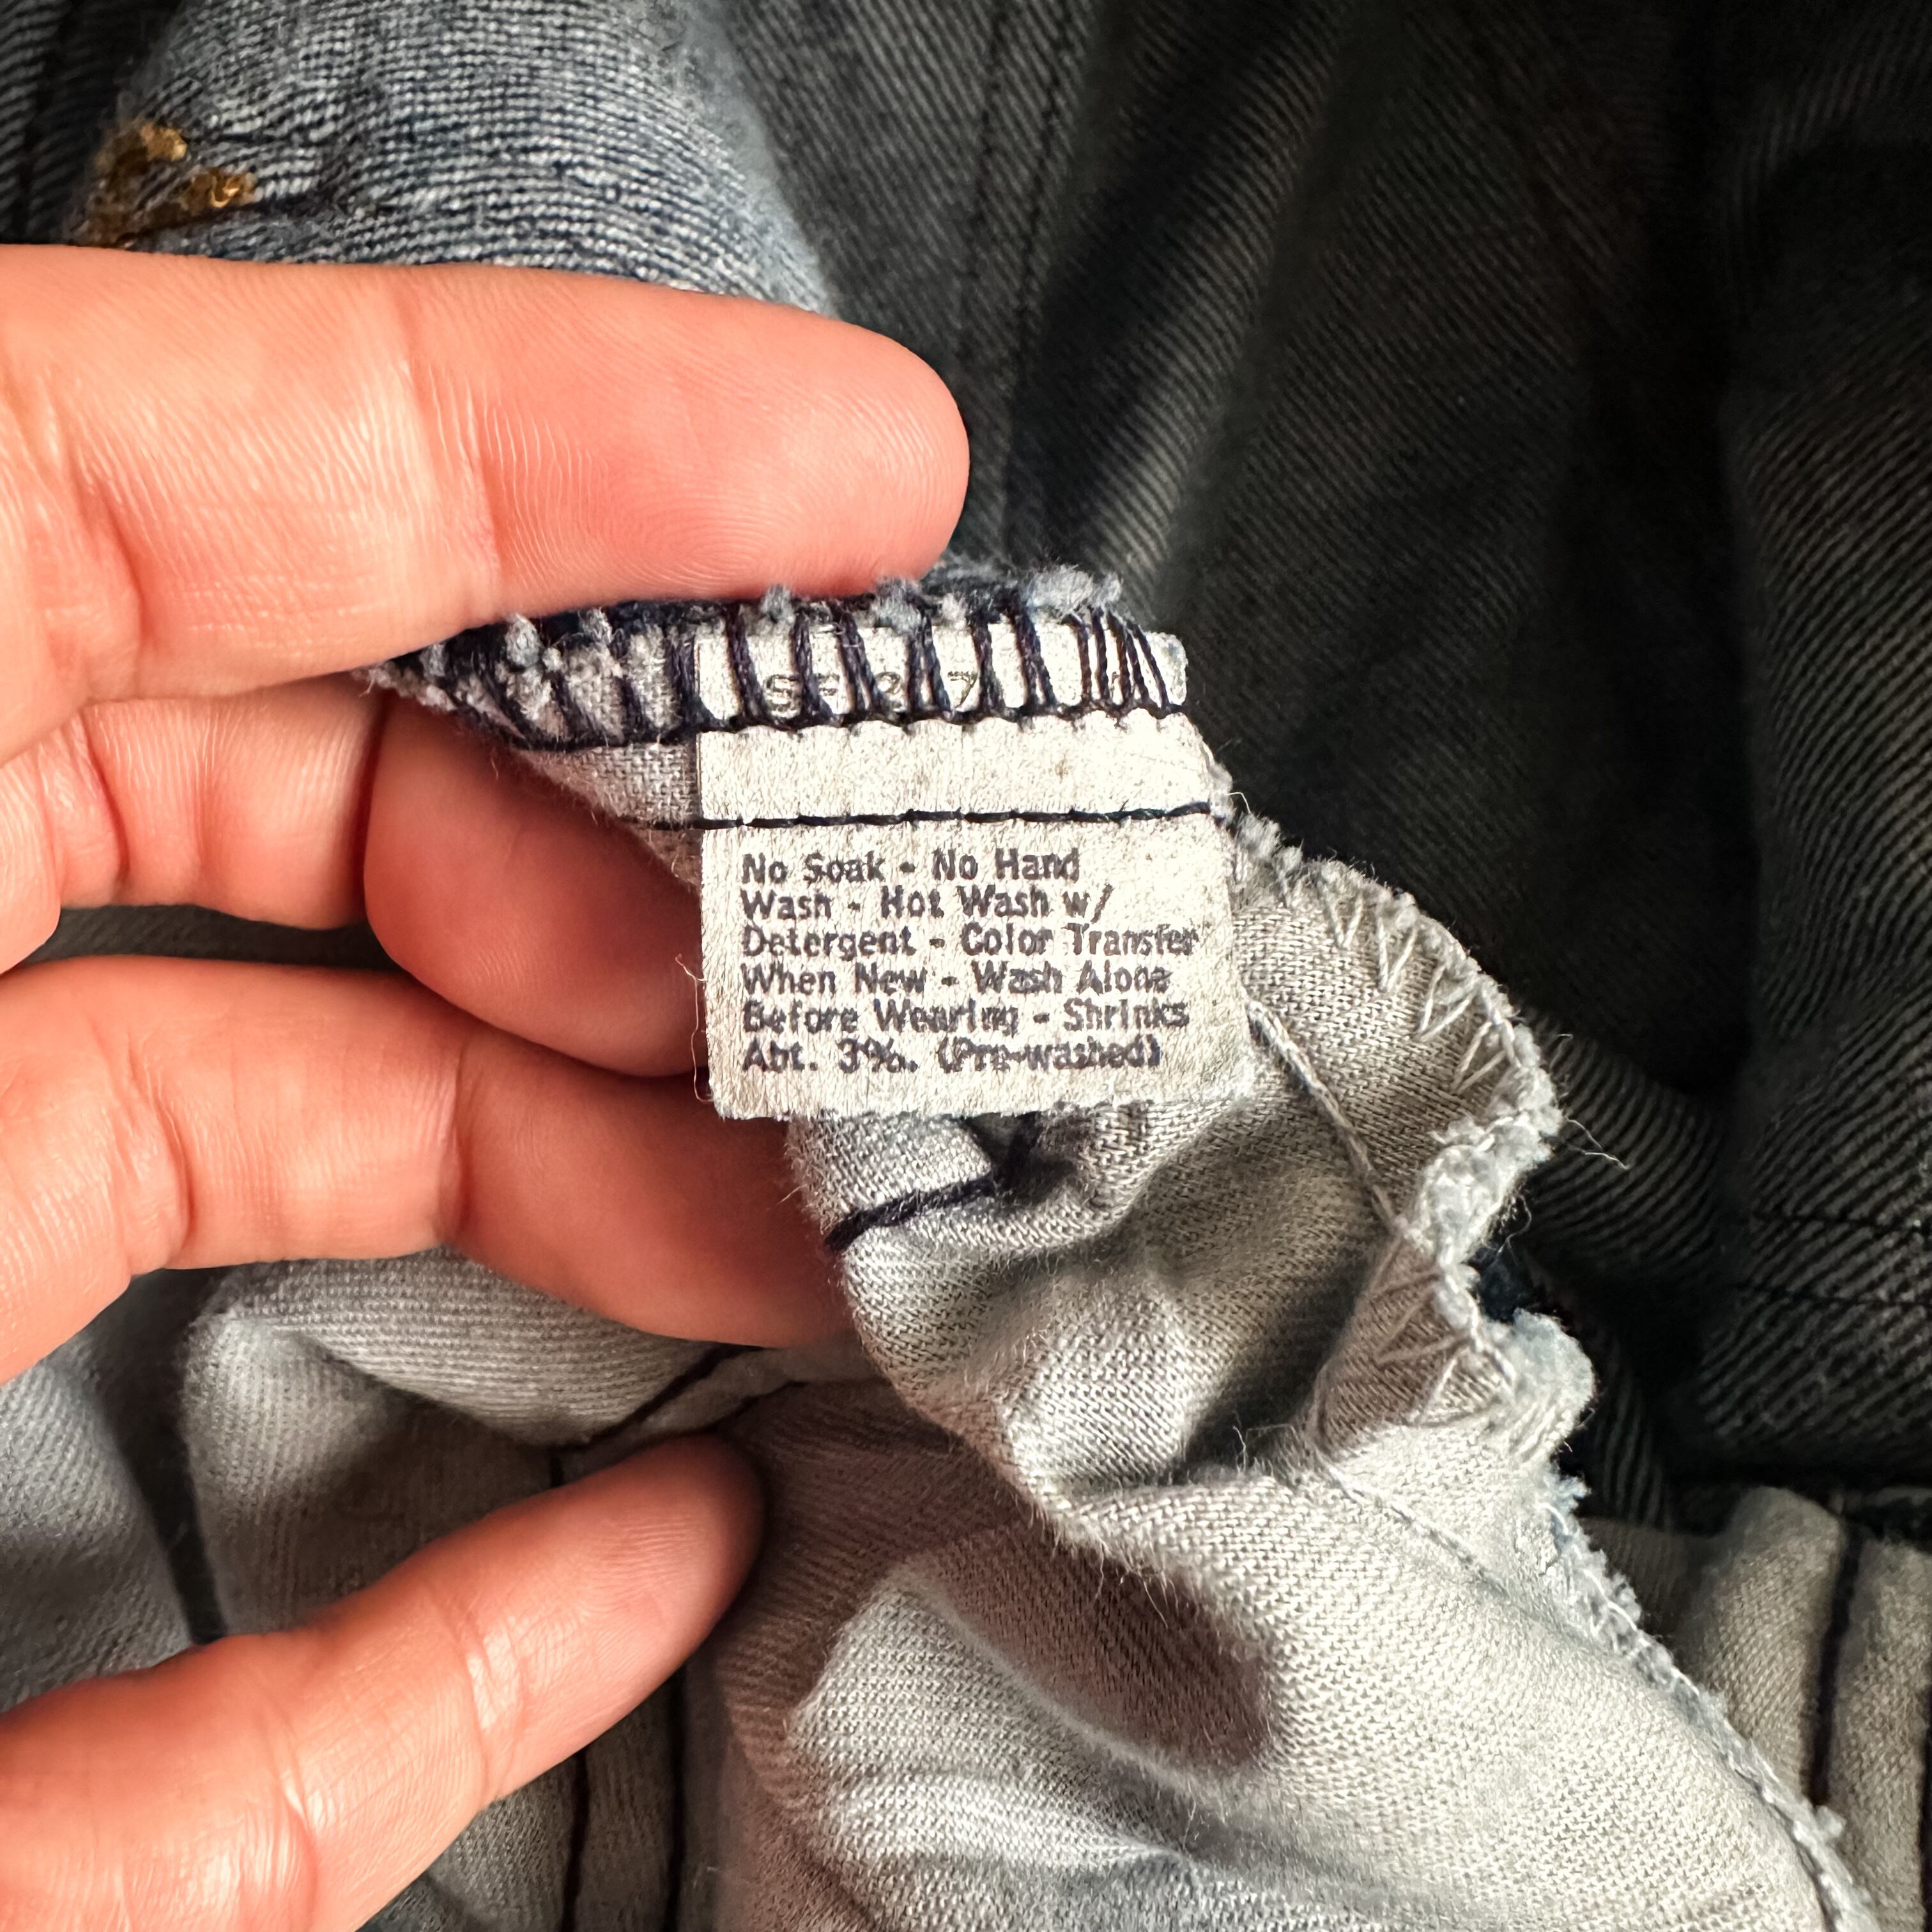 No Soak - No Hand
Wash - Hot Wash w/
Detergent - Color Transfer
When New - Wash Alone
Before Wearing - Shrinks
Abt. 3%. (Pre-washed)